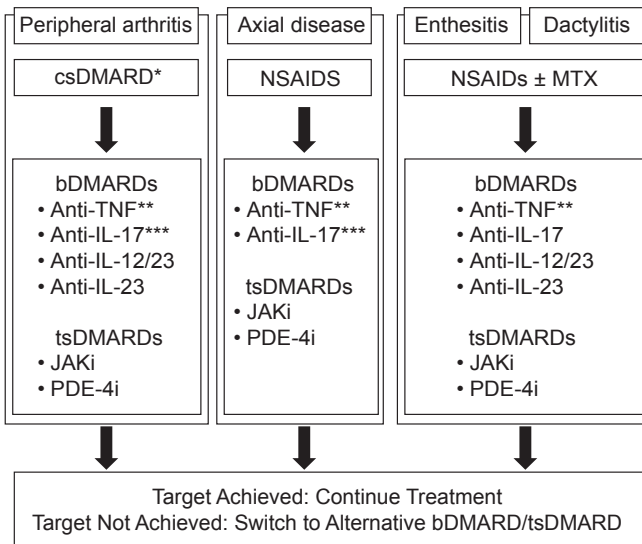 Peripheral arthritis
csDMARD*
bDMARDs
• Anti-TNF**
• Anti-IL-17***
• Anti-IL-12/23
• Anti-IL-23
tsDMARDs
• JAKi
• PDE-4i
Axial disease
NSAIDS
bDMARDs
• Anti-TNF**
• Anti-IL-17***
tsDMARDs
• JAKi
• PDE-4i
Enthesitis
Dactylitis
NSAIDs ± MTX
bDMARDs
• Anti-TNF**
• Anti-IL-17
• Anti-IL-12/23
• Anti-IL-23
tsDMARDs
• JAKi
• PDE-4i
Target Achieved: Continue Treatment
Target Not Achieved: Switch to Alternative bDMARD/tsDMARD